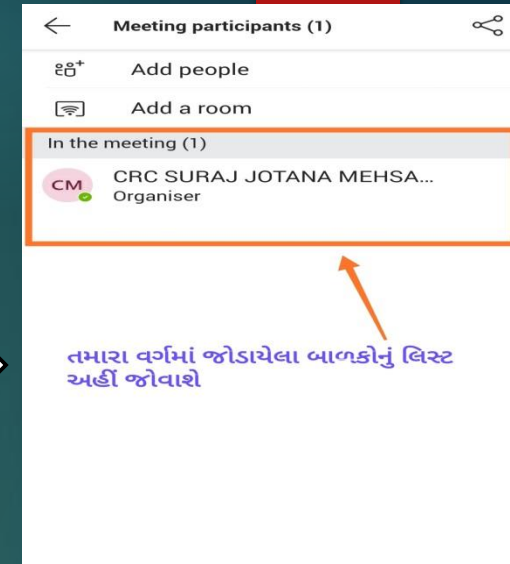 Meeting participants (1)
Add people
Add a room
In the meeting (1)
CM
CRC SURAJ JOTANA MEHSA...
Organiser
તમારા વર્ગમાં જોડાયેલા બાળકોનું લિસ્ટ
અહીં જોવાશે